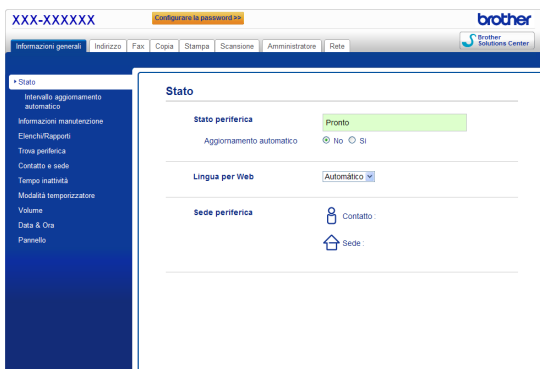 XXX-XXXXXX
Configurare la password >>
brother
Informazioni generali Indirizzo Fax Copia Stampa Scansione Amministratore Rete
Brother Solutions Center
Stato
Intervallo aggiornamento
automatico
Informazioni manutenzione
Elenchi/Rapporti
Trova periferica
Contatto e sede
Tempo inattività
Modalità temporizzatore
Volume
Data & Ora
Pannello
Stato
Stato periferica Pronto
Aggiornamento automatico No Sì
Lingua per Web Automático
Sede periferica Contatto :
Sede :